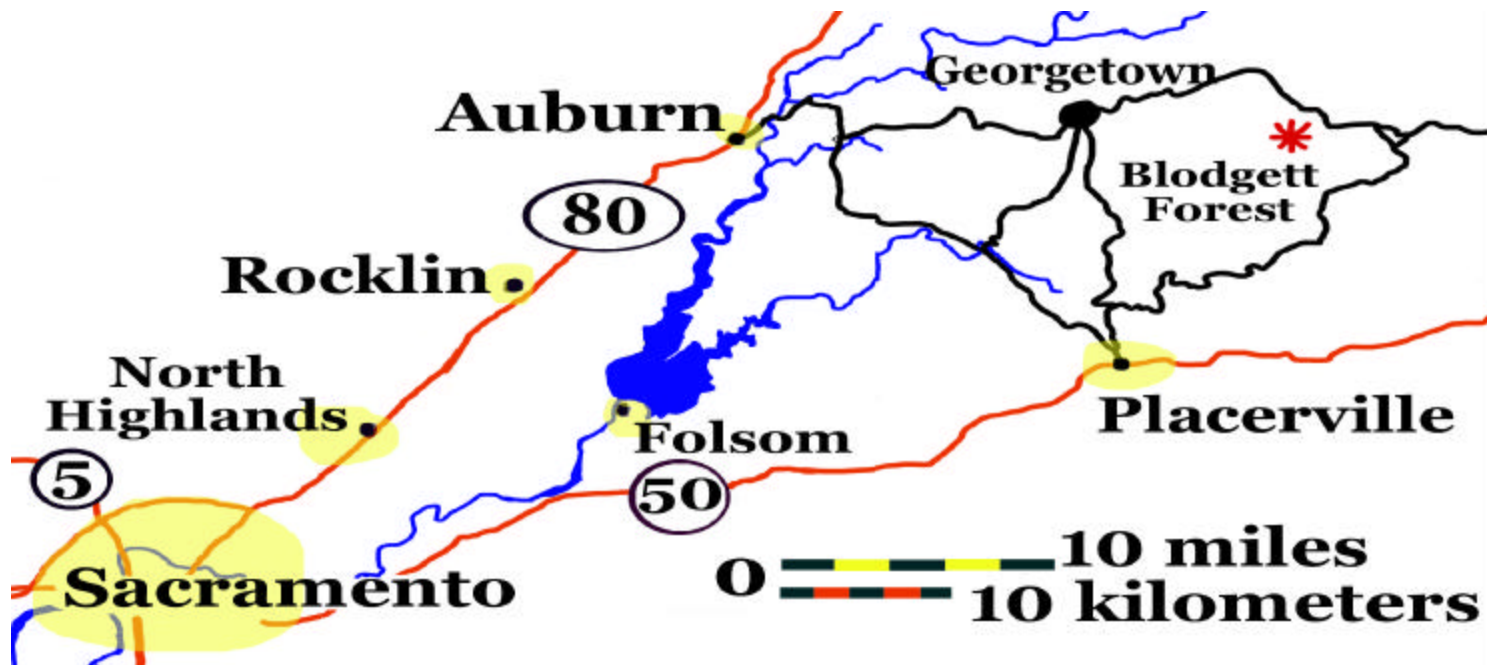 Georgetown
Auburn
Blodgett
Forest
80
Rocklin
North
Highlands
Placerville
Folsom
5
50
0
10 miles
10 kilometers
Sacramento